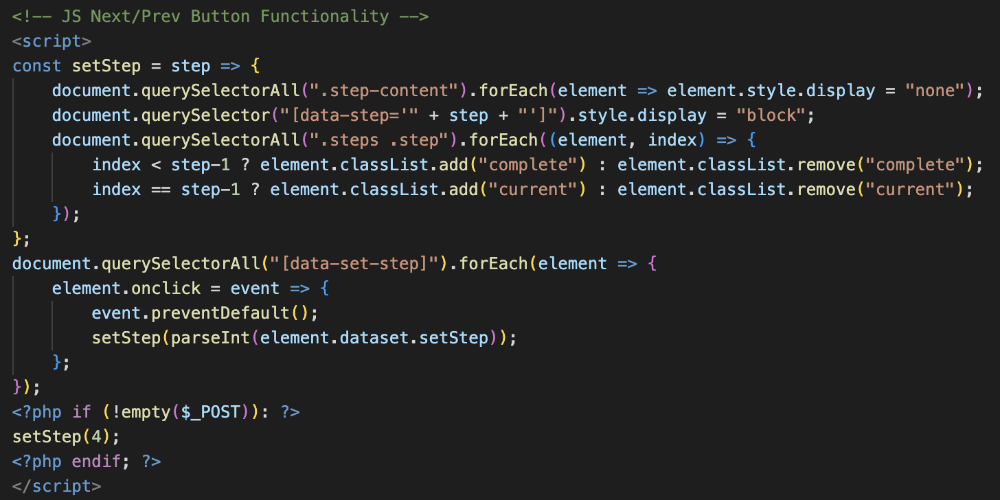 <!-- JS Next/Prev Button Functionality -->
<script>
const setStep = step => {
    document.querySelectorAll(".step-content").forEach(element => element.style.display = "none");
    document.querySelector("[data-step='" + step + "']").style.display = "block";
    document.querySelectorAll(".steps .step").forEach((element, index) => {
        index < step-1 ? element.classList.add("complete") : element.classList.remove("complete");
        index == step-1 ? element.classList.add("current") : element.classList.remove("current");
    });
};
document.querySelectorAll("[data-set-step]").forEach(element => {
    element.onclick = event => {
        event.preventDefault();
        setStep(parseInt(element.dataset.setStep));
    };
});
<?php if (!empty($_POST)): ?>
setStep(4);
<?php endif; ?>
</script>